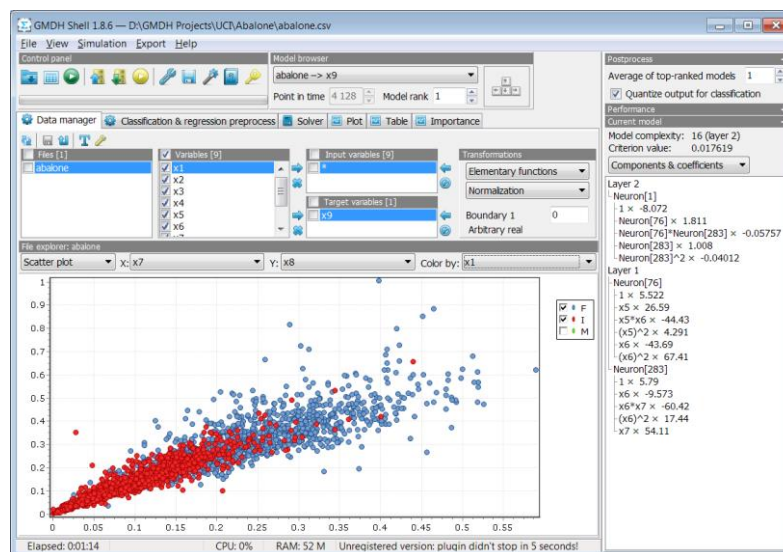 GMDH Shell 1.8.6 — D:\GMDH Projects\UCI\Abalone\abalone.csv
File View Simulation Export Help
Control panel
Model browser
abalone -> x9
Point in time 4 128 Model rank 1
Data manager Classification & regression preprocess Solver Plot Table Importance
Files [1]
abalone
Variables [9]
x1
x2
x3
x4
x5
x6
Input variables [9]
*
Target variables [1]
x9
Transformations
Elementary functions
Normalization
Boundary 1 0
Arbitrary real
File explorer: abalone
Scatter plot X: x7 Y: x8 Color by: x1
1
0.9
0.8
0.7
0.6
0.5
0.4
0.3
0.2
0.1
0
0 0.05 0.1 0.15 0.2 0.25 0.3 0.35 0.4 0.45 0.5 0.55
F
I
M
Elapsed: 0:01:14 CPU: 0% RAM: 52 M Unregistered version: plugin didn't stop in 5 seconds!
Postprocess
Average of top-ranked models 1
Quantize output for classification
Performance
Current model
Model complexity: 16 (layer 2)
Criterion value: 0.017619
Components & coefficients
Layer 2
Neuron[1]
1 × -8.072
Neuron[76] × 1.811
Neuron[76]*Neuron[283] × -0.05757
Neuron[283] × 1.008
Neuron[283]^2 × -0.04012
Layer 1
Neuron[76]
1 × 5.522
x5 × 26.59
x5*x6 × -44.43
(x5)^2 × 4.291
x6 × -43.69
(x6)^2 × 67.41
Neuron[283]
1 × 5.79
x6 × -9.573
x6*x7 × -60.42
(x6)^2 × 17.44
x7 × 54.11